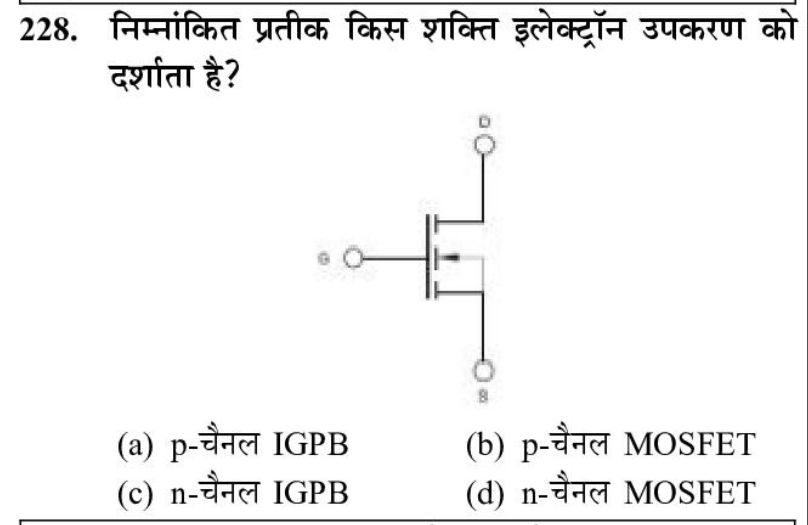 228. निम्नांकित प्रतीक किस शक्ति इलेक्ट्रॉन उपकरण को
दर्शाता है?
D
G
S
(a) p-चैनल IGPB (b) p-चैनल MOSFET
(c) n-चैनल IGPB (d) n-चैनल MOSFET